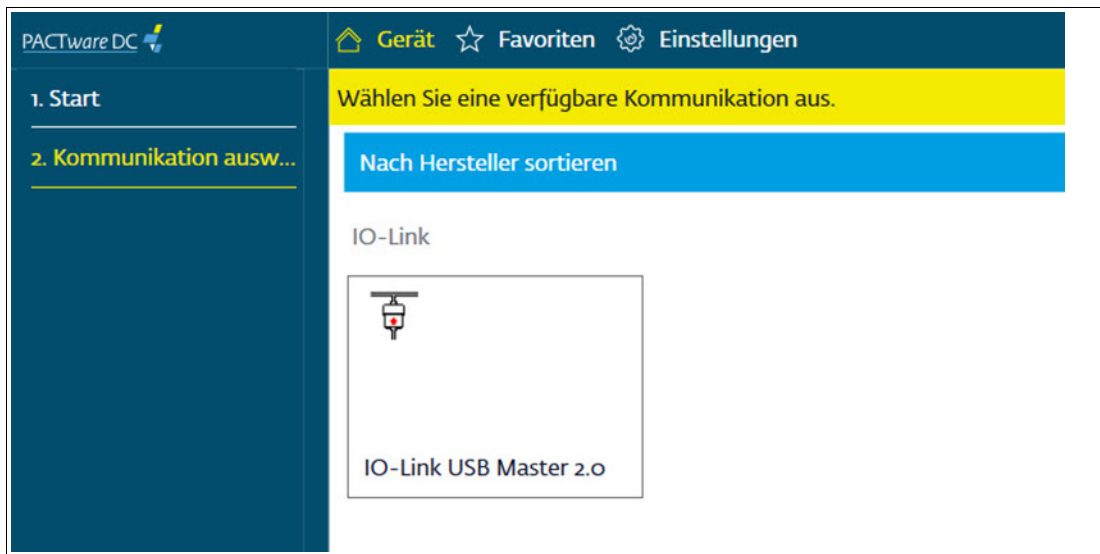 PACTware DC
Gerät Favoriten Einstellungen
1. Start
Wählen Sie eine verfügbare Kommunikation aus.
2. Kommunikation ausw...
Nach Hersteller sortieren
IO-Link
IO-Link USB Master 2.0